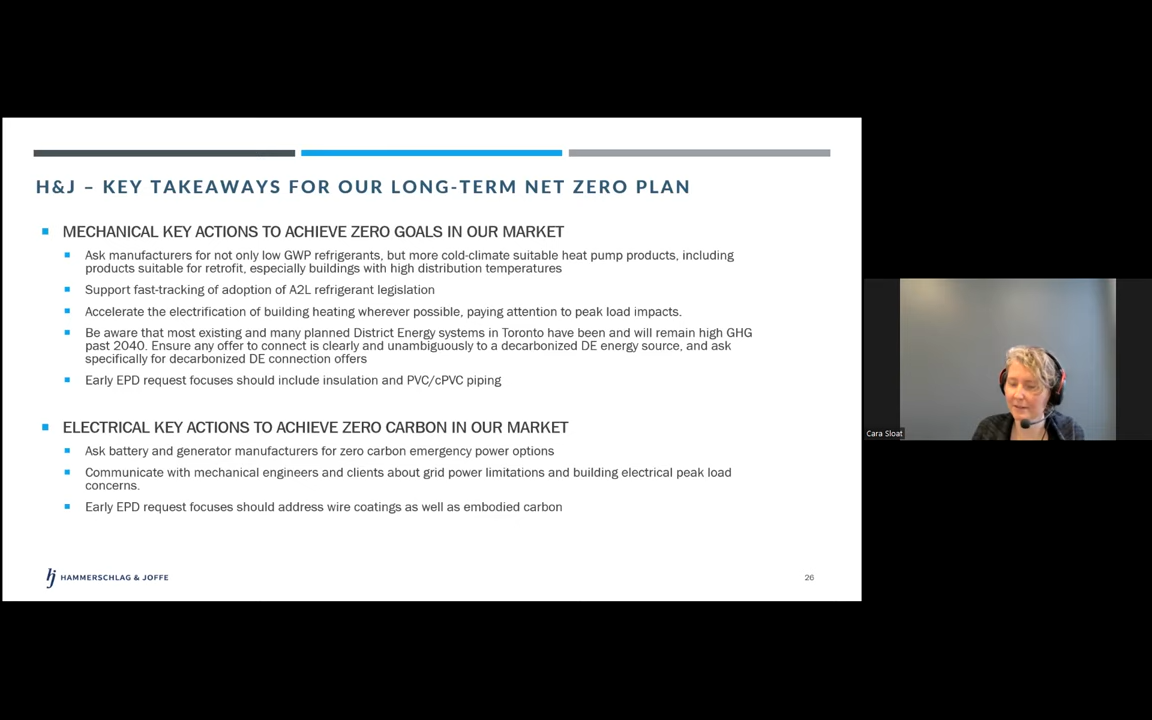 H&J – KEY TAKEAWAYS FOR OUR LONG-TERM NET ZERO PLAN
MECHANICAL KEY ACTIONS TO ACHIEVE ZERO GOALS IN OUR MARKET
Ask manufacturers for not only low GWP refrigerants, but more cold-climate suitable heat pump products, including
products suitable for retrofit, especially buildings with high distribution temperatures
Support fast-tracking of adoption of A2L refrigerant legislation
Accelerate the electrification of building heating wherever possible, paying attention to peak load impacts.
Be aware that most existing and many planned District Energy systems in Toronto have been and will remain high GHG
past 2040. Ensure any offer to connect is clearly and unambiguously to a decarbonized DE energy source, and ask
specifically for decarbonized DE connection offers
Early EPD request focuses should include insulation and PVC/cPVC piping
ELECTRICAL KEY ACTIONS TO ACHIEVE ZERO CARBON IN OUR MARKET
Ask battery and generator manufacturers for zero carbon emergency power options
Communicate with mechanical engineers and clients about grid power limitations and building electrical peak load
concerns.
Early EPD request focuses should address wire coatings as well as embodied carbon
hj HAMMERSCHLAG & JOFFE
26
Cara Sloat